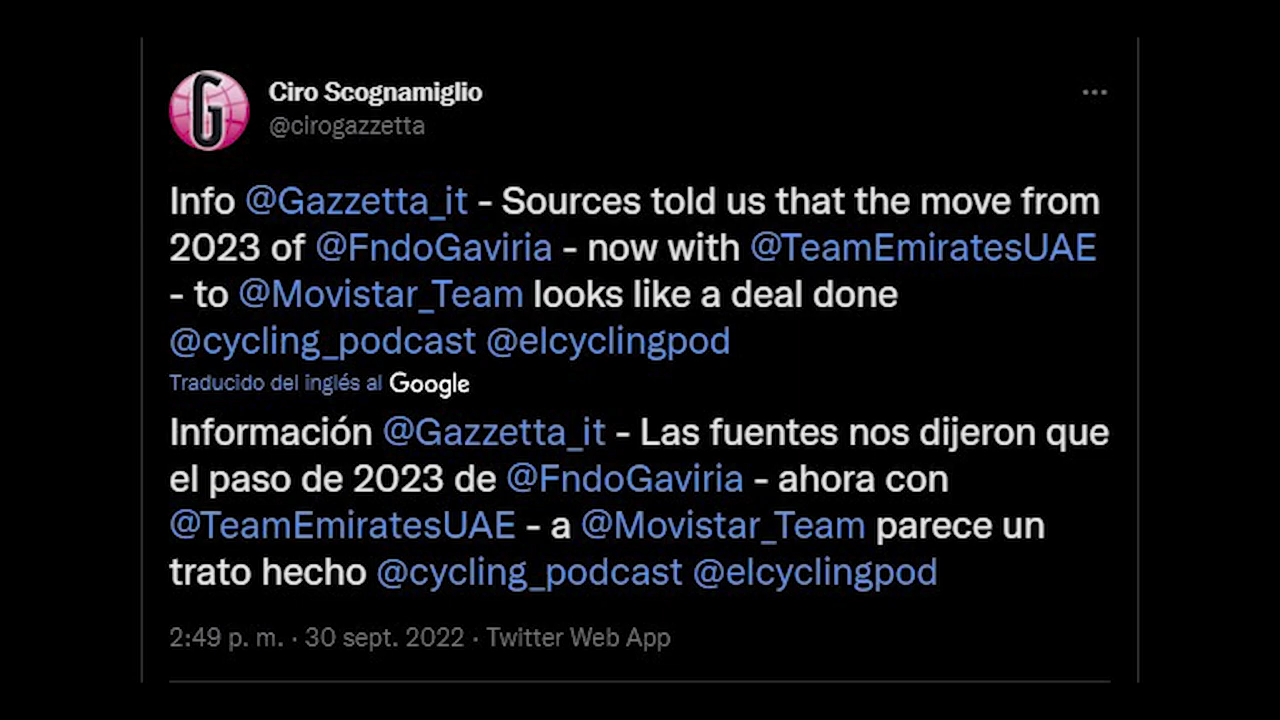 Ciro Scognamiglio
@cirogazzetta
Info @Gazzetta_it - Sources told us that the move from
2023 of @FndoGaviria - now with @TeamEmiratesUAE
- to @Movistar_Team looks like a deal done
@cycling_podcast @elcyclingpod
Traducido del inglés al Google
Información @Gazzetta_it - Las fuentes nos dijeron que
el paso de 2023 de @FndoGaviria - ahora con
@TeamEmiratesUAE - a @Movistar_Team parece un
trato hecho @cycling_podcast @elcyclingpod
2:49 p. m. · 30 sept. 2022 · Twitter Web App